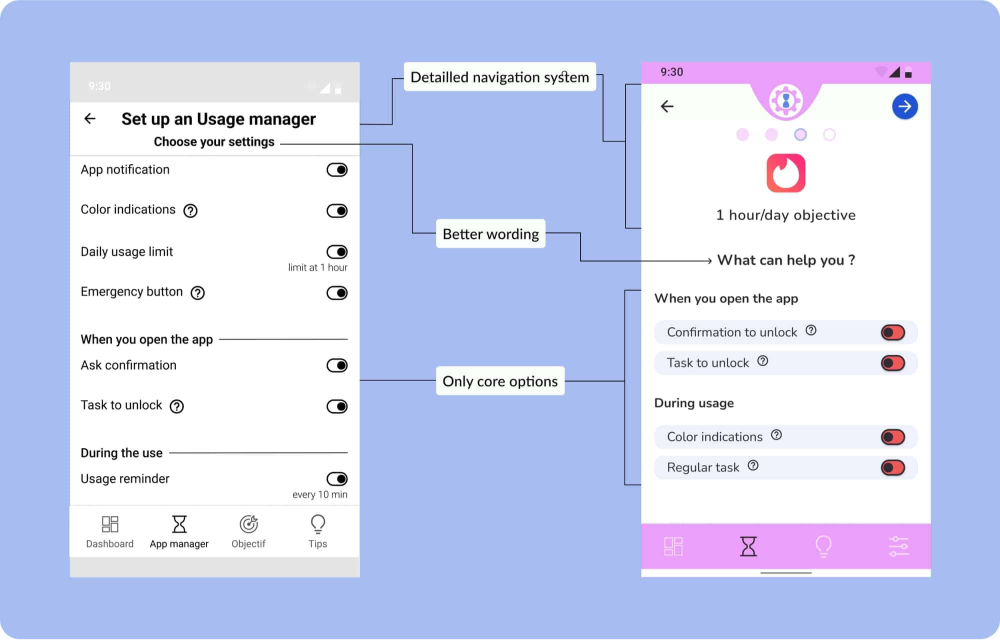 9:30
Set up an Usage manager
Choose your settings
App notification
Color indications ?
Daily usage limit
limit at 1 hour
Emergency button ?
When you open the app
Ask confirmation
Task to unlock ?
During the use
Usage reminder
every 10 min
Dashboard App manager Objectif Tips
Detailled navigation system
Better wording
Only core options
9:30
1 hour/day objective
What can help you ?
When you open the app
Confirmation to unlock ?
Task to unlock ?
During usage
Color indications ?
Regular task ?